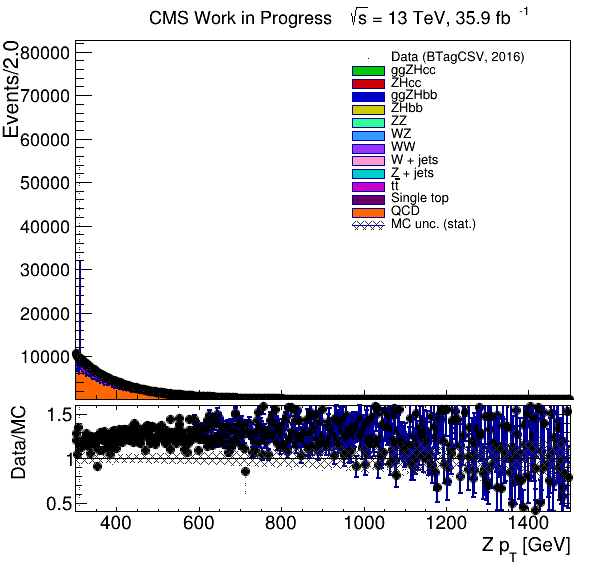 CMS Work in Progress √s = 13 TeV, 35.9 fb -1
Events/2.0
80000
70000
60000
50000
40000
30000
20000
10000
Data (BTagCSV, 2016)
ggZHcc
ZHcc
ggZHbb
ZHbb
ZZ
WZ
WW
W + jets
Z + jets
tt̄
Single top
QCD
MC unc. (stat.)
Data/MC
1.5
1
0.5
400 600 800 1000 1200 1400
Z pT [GeV]